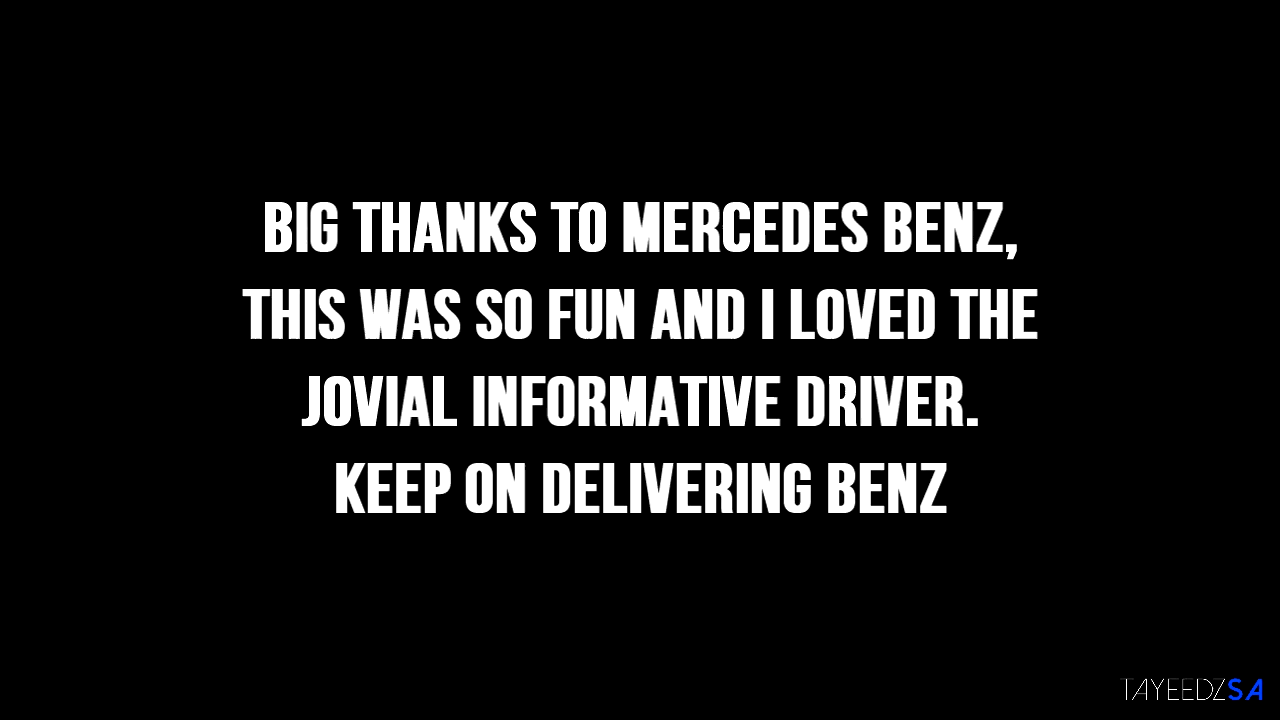 BIG THANKS TO MERCEDES BENZ,
THIS WAS SO FUN AND I LOVED THE
JOVIAL INFORMATIVE DRIVER.
KEEP ON DELIVERING BENZ
TAYEEDZSA